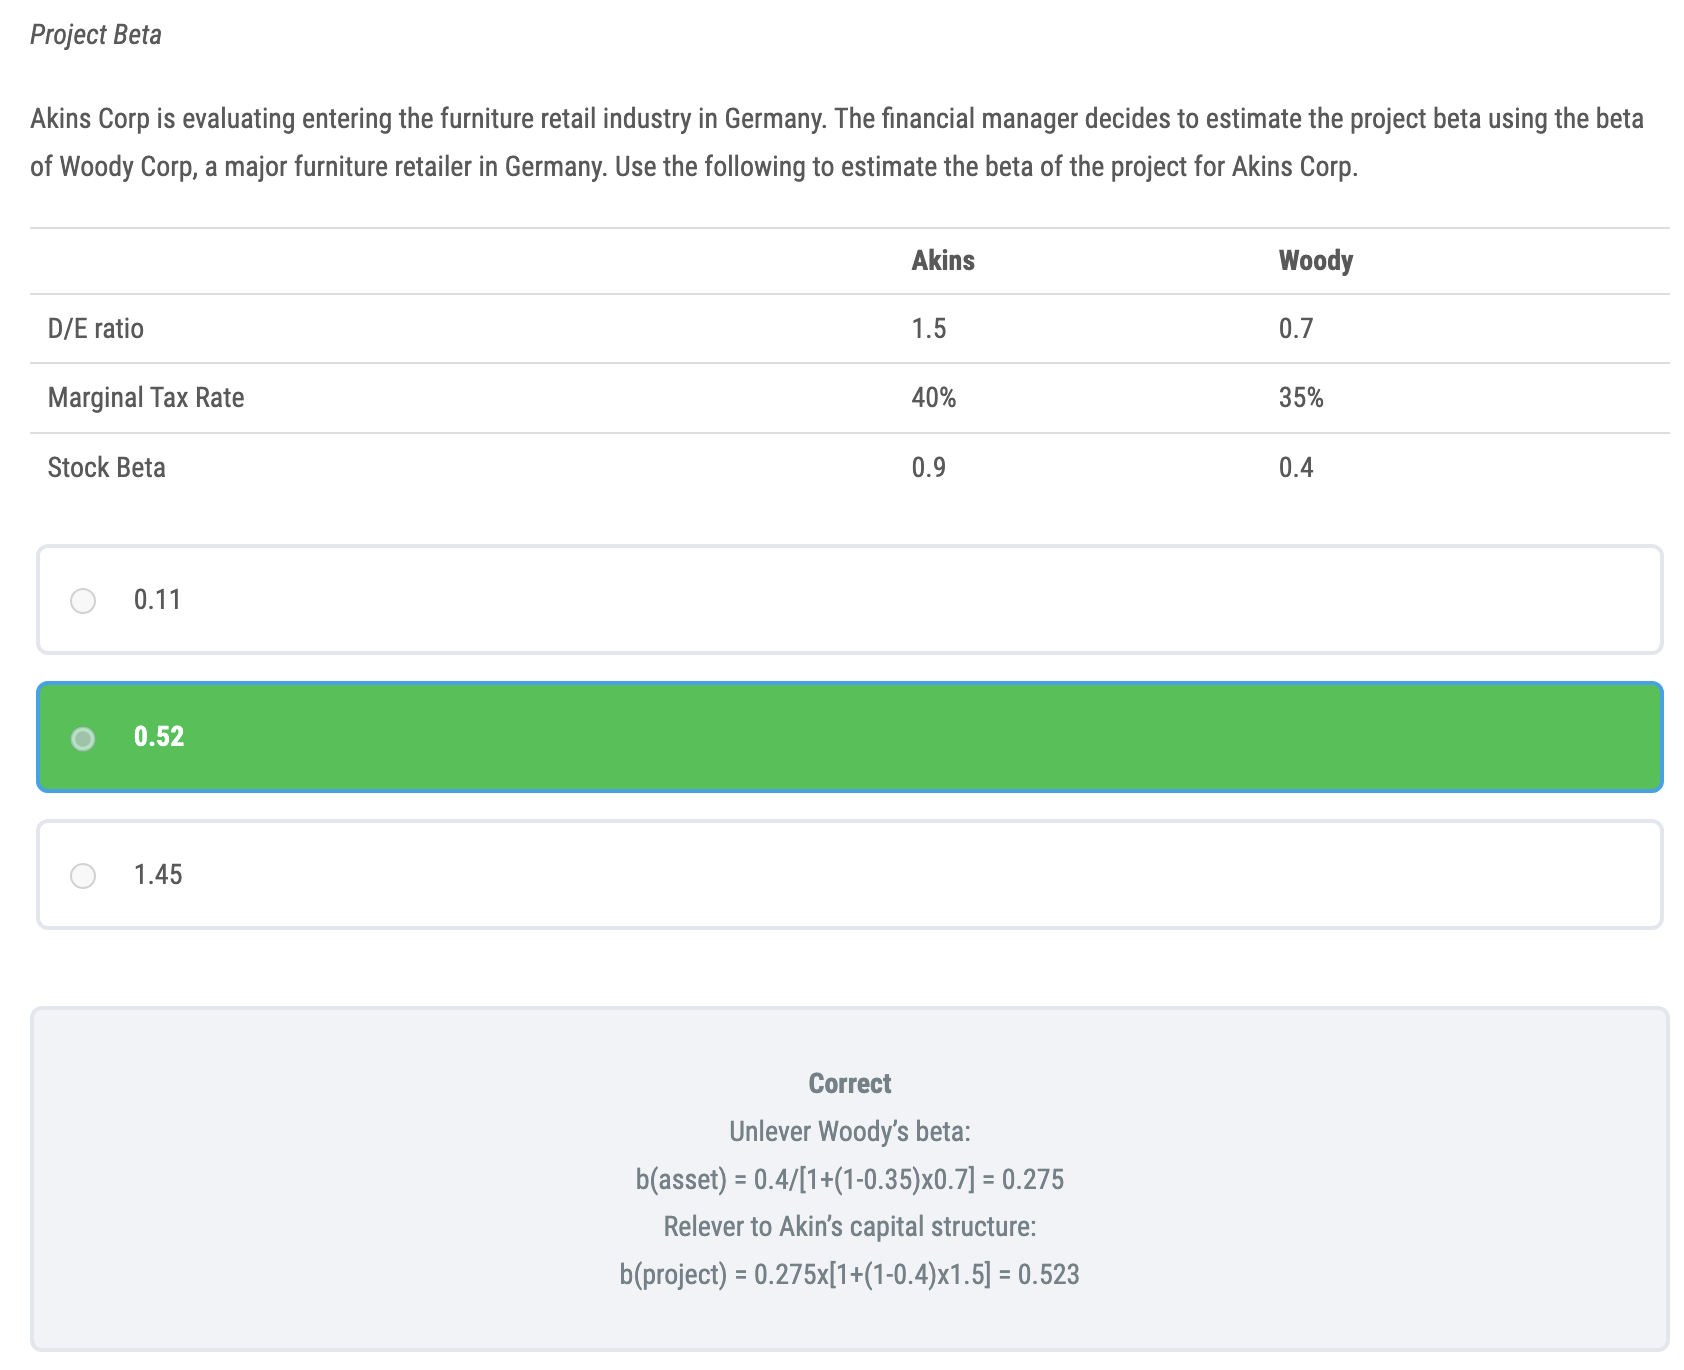 Project Beta
Akins Corp is evaluating entering the furniture retail industry in Germany. The financial manager decides to estimate the project beta using the beta
of Woody Corp, a major furniture retailer in Germany. Use the following to estimate the beta of the project for Akins Corp.
Akins Woody
D/E ratio 1.5 0.7
Marginal Tax Rate 40% 35%
Stock Beta 0.9 0.4
0.11
0.52
1.45
Correct
Unlever Woody’s beta:
b(asset) = 0.4/[1+(1-0.35)x0.7] = 0.275
Relever to Akin’s capital structure:
b(project) = 0.275x[1+(1-0.4)x1.5] = 0.523